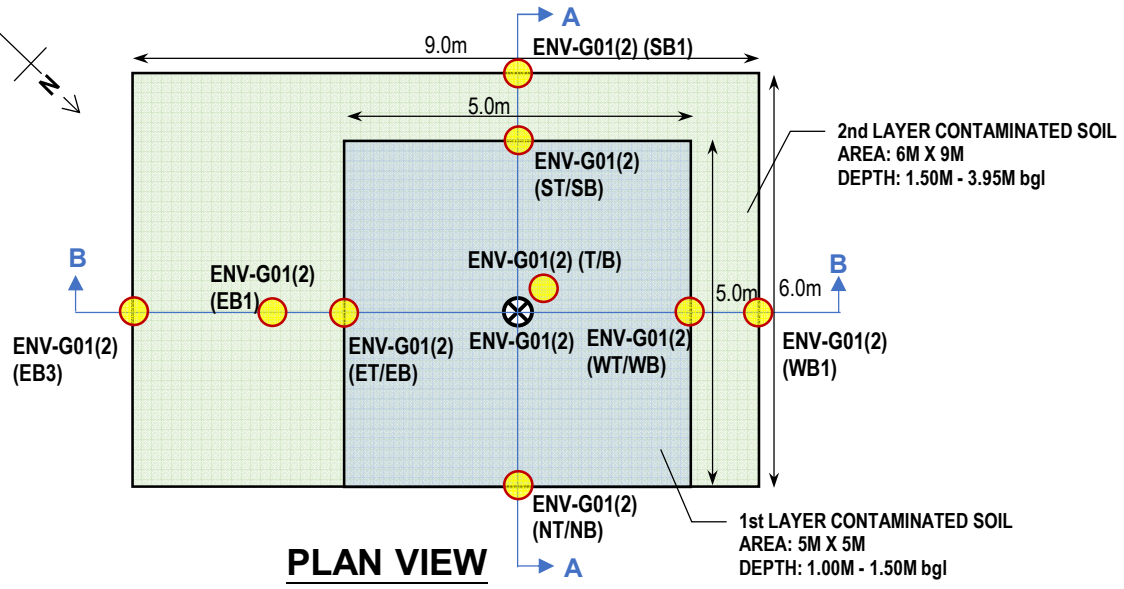 A
9.0m
ENV-G01(2) (SB1)
N
5.0m
2nd LAYER CONTAMINATED SOIL
AREA: 6M X 9M
DEPTH: 1.50M - 3.95M bgl
ENV-G01(2)
(ST/SB)
B
ENV-G01(2)
(EB1)
ENV-G01(2) (T/B)
B
5.0m
6.0m
ENV-G01(2)
(EB3)
ENV-G01(2)
(ET/EB)
ENV-G01(2)
ENV-G01(2)
(WT/WB)
ENV-G01(2)
(WB1)
ENV-G01(2)
(NT/NB)
1st LAYER CONTAMINATED SOIL
AREA: 5M X 5M
DEPTH: 1.00M - 1.50M bgl
PLAN VIEW
A